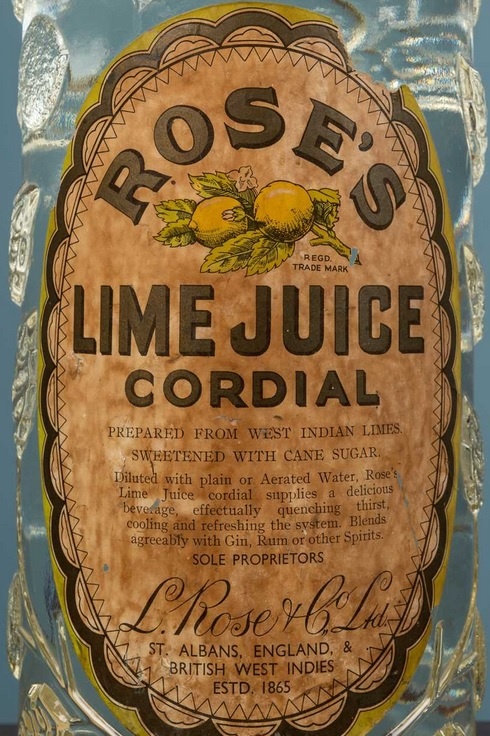 ROSE'S
REGD.
TRADE MARK
LIME JUICE
CORDIAL
PREPARED FROM WEST INDIAN LIMES.
SWEETENED WITH CANE SUGAR.
Diluted with plain or Aerated Water, Rose's
Lime Juice cordial supplies a delicious
beverage, effectually quenching thirst,
cooling and refreshing the system. Blends
agreeably with Gin, Rum or other Spirits.
SOLE PROPRIETORS
L. Rose & Co. Ltd.
ST. ALBANS, ENGLAND, &
BRITISH WEST INDIES
ESTD. 1865